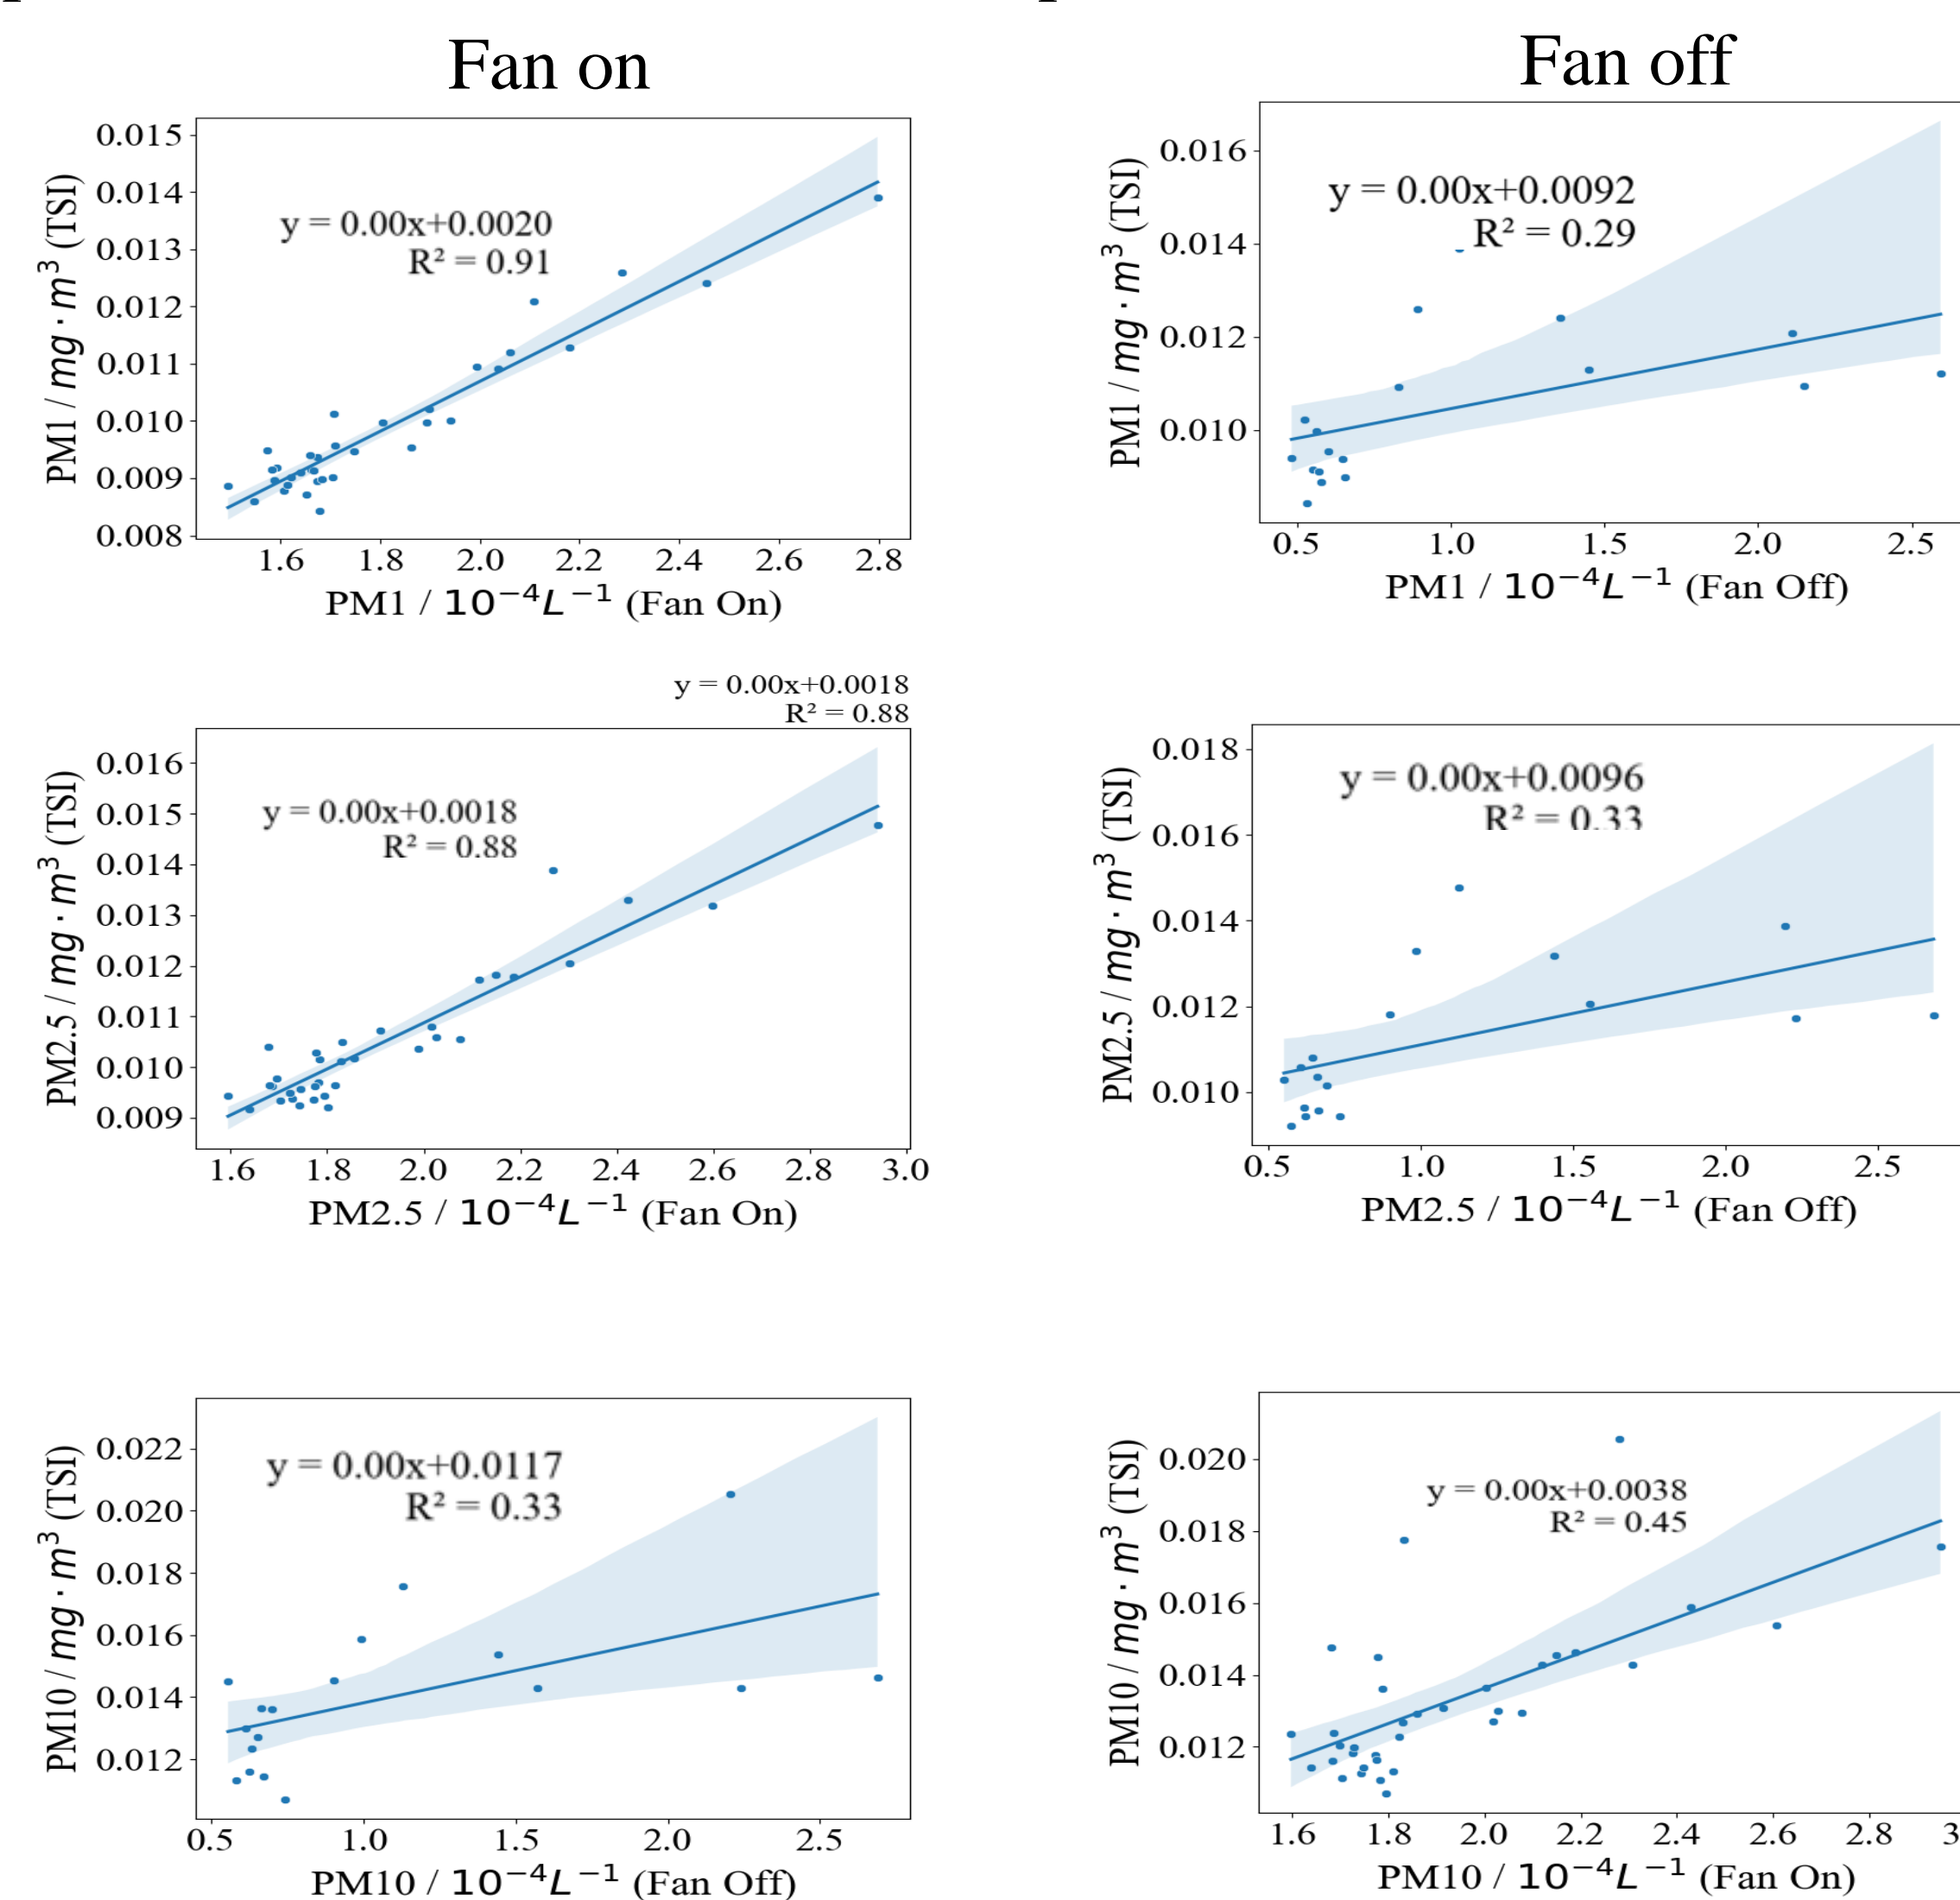 Fan on
Fan off
0.015
0.014
0.013
0.012
0.011
0.010
0.009
0.008
PM1 / mg · m³ (TSI)
y = 0.00x+0.0020
R² = 0.91
1.6 1.8 2.0 2.2 2.4 2.6 2.8
PM1 / 10⁻⁴L⁻¹ (Fan On)
0.016
0.014
0.012
0.010
PM1 / mg · m³ (TSI)
y = 0.00x+0.0092
R² = 0.29
0.5 1.0 1.5 2.0 2.5
PM1 / 10⁻⁴L⁻¹ (Fan Off)
y = 0.00x+0.0018
R² = 0.88
0.016
0.015
0.014
0.013
0.012
0.011
0.010
0.009
PM2.5 / mg · m³ (TSI)
y = 0.00x+0.0018
R² = 0.88
1.6 1.8 2.0 2.2 2.4 2.6 2.8 3.0
PM2.5 / 10⁻⁴L⁻¹ (Fan On)
0.018
0.016
0.014
0.012
0.010
PM2.5 / mg · m³ (TSI)
y = 0.00x+0.0096
R² = 0.33
0.5 1.0 1.5 2.0 2.5
PM2.5 / 10⁻⁴L⁻¹ (Fan Off)
0.022
0.020
0.018
0.016
0.014
0.012
PM10 / mg · m³ (TSI)
y = 0.00x+0.0117
R² = 0.33
0.5 1.0 1.5 2.0 2.5
PM10 / 10⁻⁴L⁻¹ (Fan Off)
0.020
0.018
0.016
0.014
0.012
PM10 / mg · m³ (TSI)
y = 0.00x+0.0038
R² = 0.45
1.6 1.8 2.0 2.2 2.4 2.6 2.8
PM10 / 10⁻⁴L⁻¹ (Fan On)